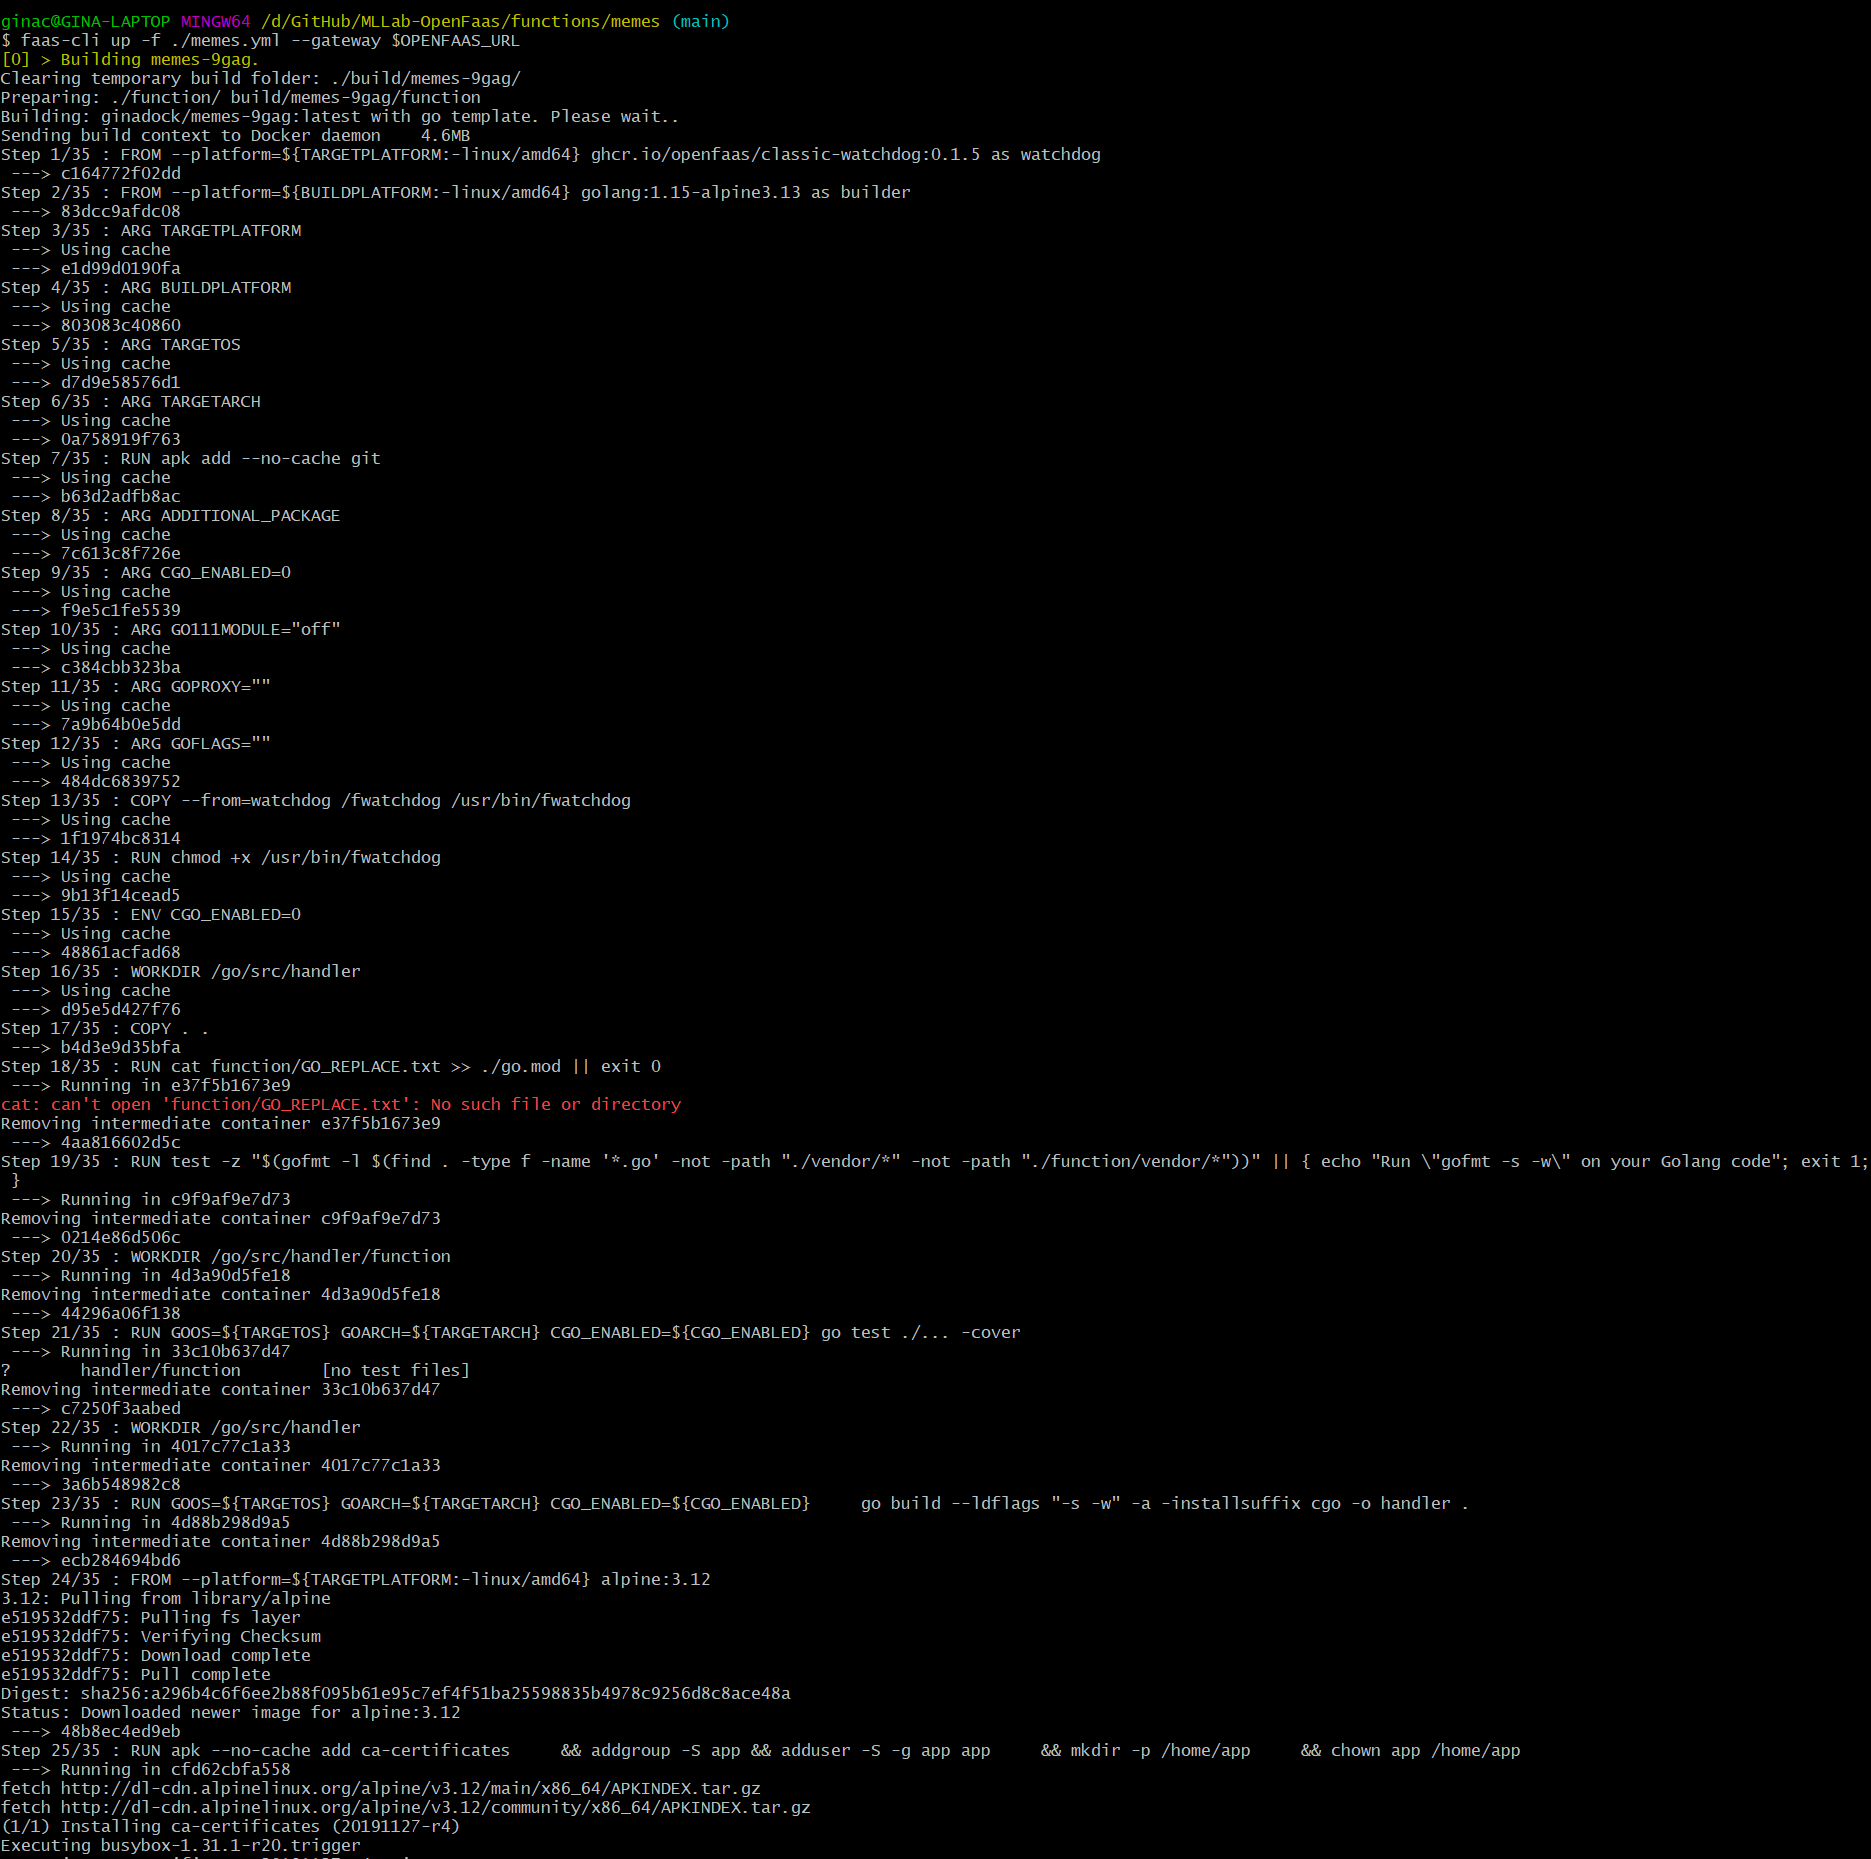 ginac@GINA-LAPTOP MINGW64 /d/GitHub/MLLab-OpenFaas/functions/memes (main)
$ faas-cli up -f ./memes.yml --gateway $OPENFAAS_URL
[0] > Building memes-9gag.
Clearing temporary build folder: ./build/memes-9gag/
Preparing: ./function/ build/memes-9gag/function
Building: ginadock/memes-9gag:latest with go template. Please wait..
Sending build context to Docker daemon    4.6MB
Step 1/35 : FROM --platform=${TARGETPLATFORM:-linux/amd64} ghcr.io/openfaas/classic-watchdog:0.1.5 as watchdog
 ---> c164772f02dd
Step 2/35 : FROM --platform=${BUILDPLATFORM:-linux/amd64} golang:1.15-alpine3.13 as builder
 ---> 83dcc9afdc08
Step 3/35 : ARG TARGETPLATFORM
 ---> Using cache
 ---> e1d99d0190fa
Step 4/35 : ARG BUILDPLATFORM
 ---> Using cache
 ---> 803083c40860
Step 5/35 : ARG TARGETOS
 ---> Using cache
 ---> d7d9e58576d1
Step 6/35 : ARG TARGETARCH
 ---> Using cache
 ---> 0a758919f763
Step 7/35 : RUN apk add --no-cache git
 ---> Using cache
 ---> b63d2adfb8ac
Step 8/35 : ARG ADDITIONAL_PACKAGE
 ---> Using cache
 ---> 7c613c8f726e
Step 9/35 : ARG CGO_ENABLED=0
 ---> Using cache
 ---> f9e5c1fe5539
Step 10/35 : ARG GO111MODULE="off"
 ---> Using cache
 ---> c384cbb323ba
Step 11/35 : ARG GOPROXY=""
 ---> Using cache
 ---> 7a9b64b0e5dd
Step 12/35 : ARG GOFLAGS=""
 ---> Using cache
 ---> 484dc6839752
Step 13/35 : COPY --from=watchdog /fwatchdog /usr/bin/fwatchdog
 ---> Using cache
 ---> 1f1974bc8314
Step 14/35 : RUN chmod +x /usr/bin/fwatchdog
 ---> Using cache
 ---> 9b13f14cead5
Step 15/35 : ENV CGO_ENABLED=0
 ---> Using cache
 ---> 48861acfad68
Step 16/35 : WORKDIR /go/src/handler
 ---> Using cache
 ---> d95e5d427f76
Step 17/35 : COPY . .
 ---> b4d3e9d35bfa
Step 18/35 : RUN cat function/GO_REPLACE.txt >> ./go.mod || exit 0
 ---> Running in e37f5b1673e9
cat: can't open 'function/GO_REPLACE.txt': No such file or directory
Removing intermediate container e37f5b1673e9
 ---> 4aa816602d5c
Step 19/35 : RUN test -z "$(gofmt -l $(find . -type f -name '*.go' -not -path "./vendor/*" -not -path "./function/vendor/*"))" || { echo "Run \"gofmt -s -w\" on your Golang code"; exit 1;
 }
 ---> Running in c9f9af9e7d73
Removing intermediate container c9f9af9e7d73
 ---> 0214e86d506c
Step 20/35 : WORKDIR /go/src/handler/function
 ---> Running in 4d3a90d5fe18
Removing intermediate container 4d3a90d5fe18
 ---> 44296a06f138
Step 21/35 : RUN GOOS=${TARGETOS} GOARCH=${TARGETARCH} CGO_ENABLED=${CGO_ENABLED} go test ./... -cover
 ---> Running in 33c10b637d47
?       handler/function        [no test files]
Removing intermediate container 33c10b637d47
 ---> c7250f3aabed
Step 22/35 : WORKDIR /go/src/handler
 ---> Running in 4017c77c1a33
Removing intermediate container 4017c77c1a33
 ---> 3a6b548982c8
Step 23/35 : RUN GOOS=${TARGETOS} GOARCH=${TARGETARCH} CGO_ENABLED=${CGO_ENABLED}     go build --ldflags "-s -w" -a -installsuffix cgo -o handler .
 ---> Running in 4d88b298d9a5
Removing intermediate container 4d88b298d9a5
 ---> ecb284694bd6
Step 24/35 : FROM --platform=${TARGETPLATFORM:-linux/amd64} alpine:3.12
3.12: Pulling from library/alpine
e519532ddf75: Pulling fs layer
e519532ddf75: Verifying Checksum
e519532ddf75: Download complete
e519532ddf75: Pull complete
Digest: sha256:a296b4c6f6ee2b88f095b61e95c7ef4f51ba25598835b4978c9256d8c8ace48a
Status: Downloaded newer image for alpine:3.12
 ---> 48b8ec4ed9eb
Step 25/35 : RUN apk --no-cache add ca-certificates     && addgroup -S app && adduser -S -g app app     && mkdir -p /home/app     && chown app /home/app
 ---> Running in cfd62cbfa558
fetch http://dl-cdn.alpinelinux.org/alpine/v3.12/main/x86_64/APKINDEX.tar.gz
fetch http://dl-cdn.alpinelinux.org/alpine/v3.12/community/x86_64/APKINDEX.tar.gz
(1/1) Installing ca-certificates (20191127-r4)
Executing busybox-1.31.1-r20.trigger